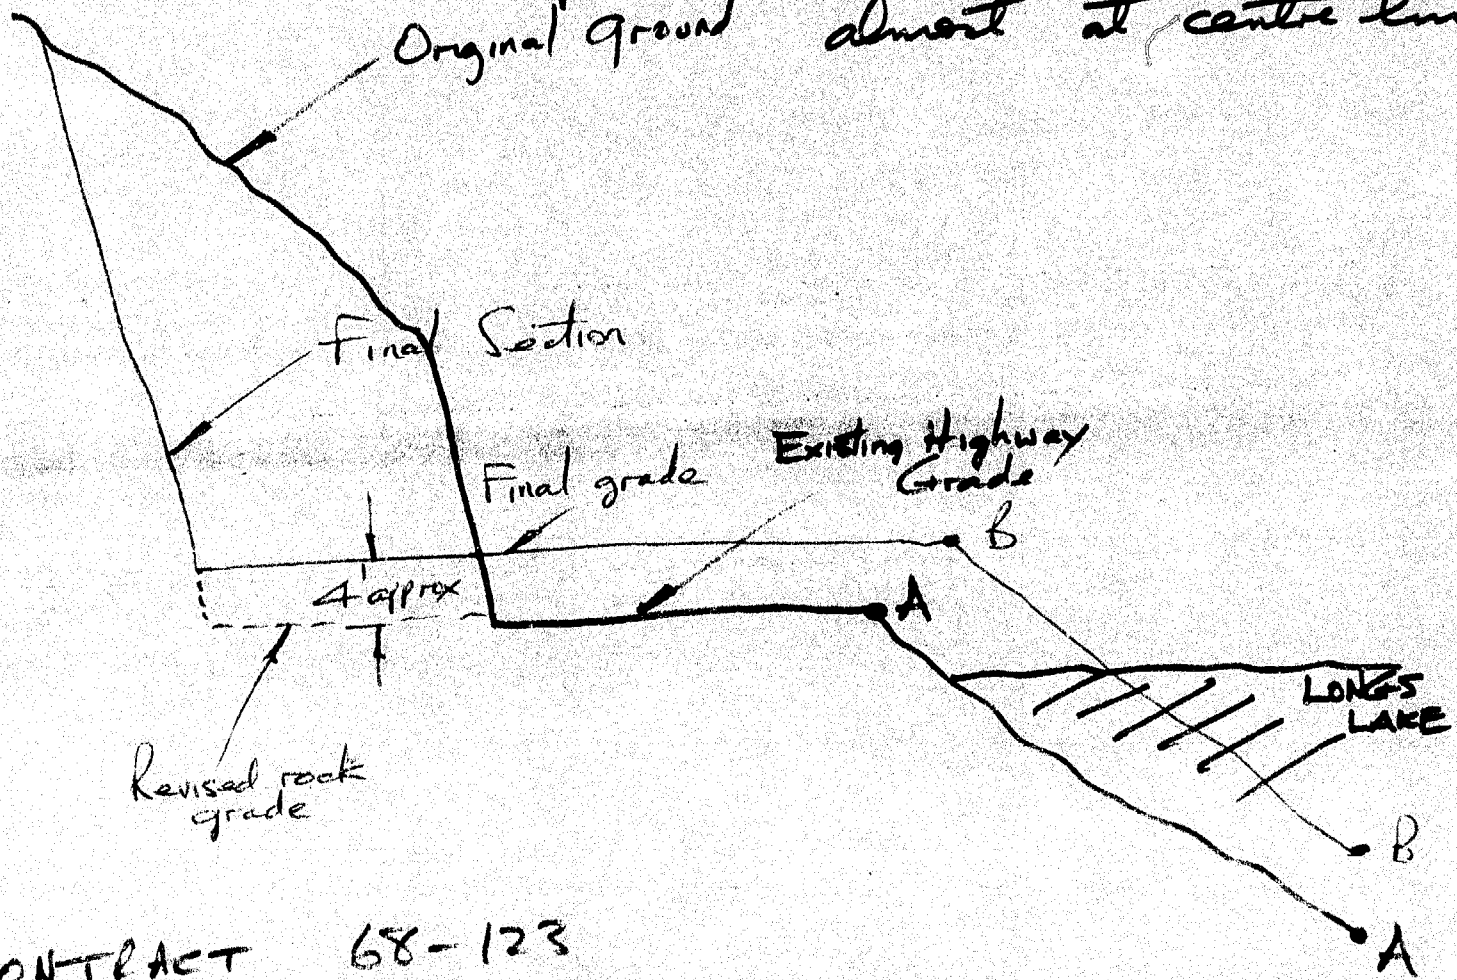 Original ground almost at centre
Final Section
Final grade
Existing Highway
Grade
B
4' approx
A
LONGS
LAKE
Revised rock
grade
B
A
ONTRACT 68-123